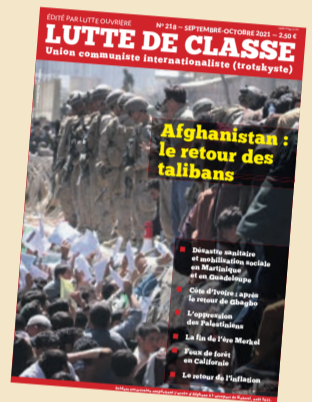 ÉDITÉ PAR LUTTE OUVRIÈRE
N° 218 – SEPTEMBRE-OCTOBRE 2021 – 2,50 €
LUTTE DE CLASSE
Union communiste internationaliste (trotskyste)
Afghanistan :
le retour des
talibans
Désastre sanitaire
et mobilisation sociale
en Martinique
et en Guadeloupe
Côte d'Ivoire : après
le retour de Gbagbo
L'oppression
des Palestiniens
La fin de l'ère Merkel
Feux de forêt
en Californie
Le retour de l'inflation